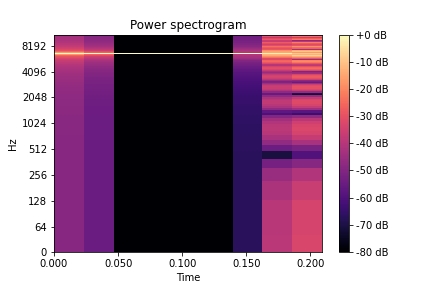 Power spectrogram
8192
4096
2048
1024
512
256
128
64
0
Hz
0.000 0.050 0.100 0.150 0.200
Time
+0 dB
-10 dB
-20 dB
-30 dB
-40 dB
-50 dB
-60 dB
-70 dB
-80 dB